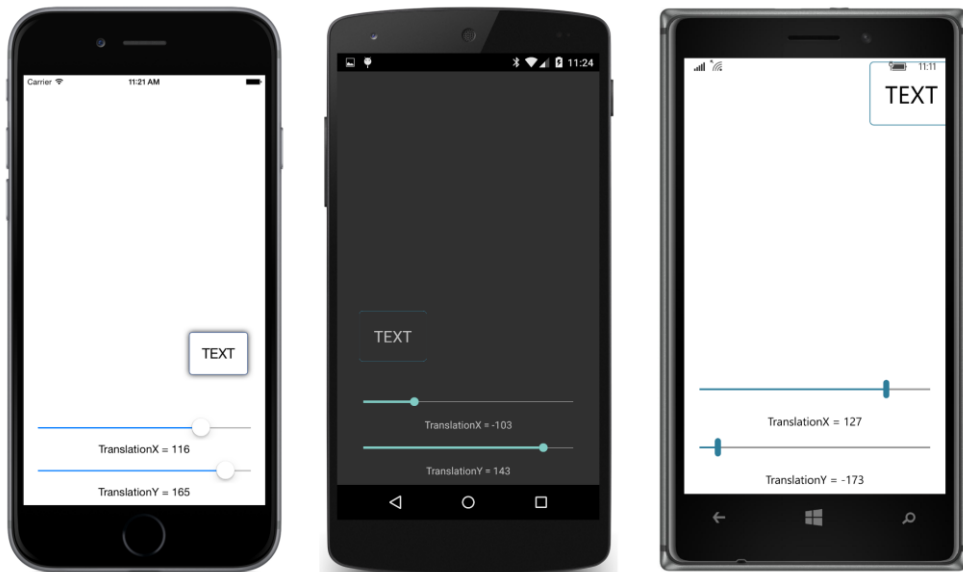 Carrier
11:21 AM
TEXT
TranslationX = 116
TranslationY = 165
11:24
TEXT
TranslationX = -103
TranslationY = 143
11:11
TEXT
TranslationX = 127
TranslationY = -173